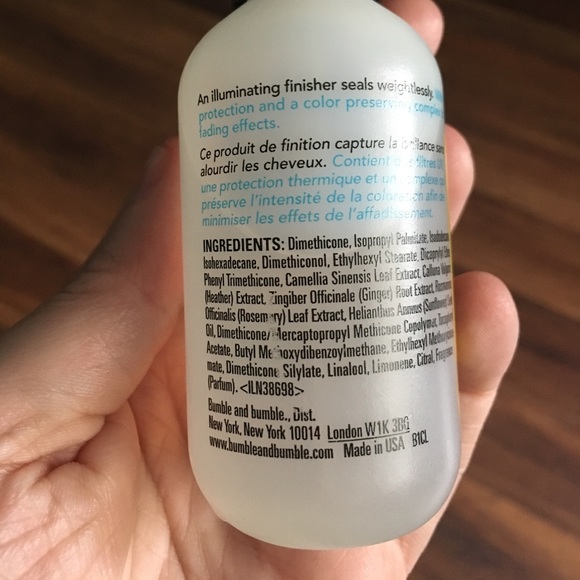 An illuminating finisher seals weightlessly.
protection and a color preserving complex
fading effects.
Ce produit de finition capture la brillance sans
alourdir les cheveux. Contient filtres
une protection thermique et un complexe
préserve l'intensité de la coloration afin de
minimiser les effets de l'affadissement.
INGREDIENTS: Dimethicone, Isopropyl Palmitate,
Isohexadecane, Dimethiconol, Ethylhexyl Stearate, Dicaprylyl
Phenyl Trimethicone, Camellia Sinensis Leaf Extract, Calluna
(Heather) Extract, Zingiber Officinale (Ginger) Root Extract,
Officinalis (Rosemary) Leaf Extract, Helianthus Annuus (Sunflower)
Oil, Dimethicone/Mercaptopropyl Methicone Copolymer,
Acetate, Butyl Methoxydibenzoylmethane, Ethylhexyl
mate, Dimethicone Silylate, Linalool, Limonene, Citral,
(Parfum). <ILN38698>
Bumble and bumble., Dist.
New York, New York 10014 London W1K 3BQ
www.bumbleandbumble.com Made in USA B1CL